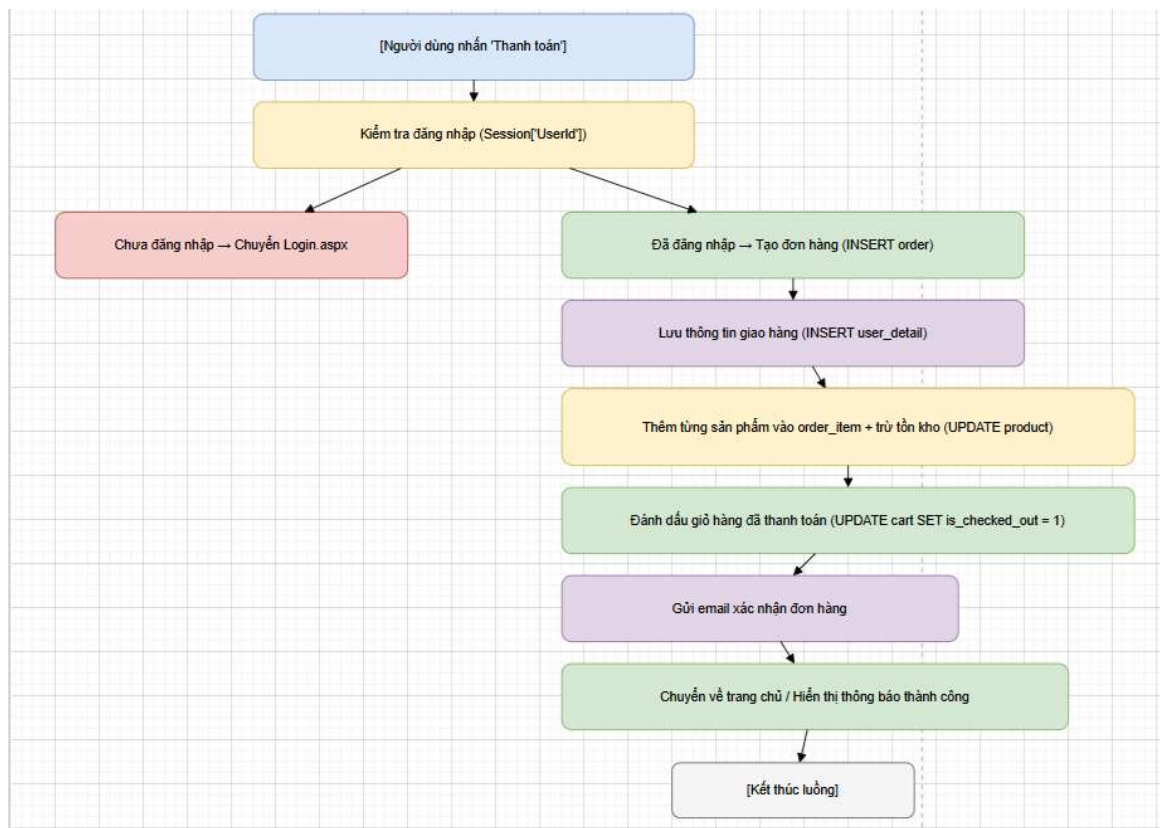 [Người dùng nhấn 'Thanh toán']
Kiểm tra đăng nhập (Session['UserId'])
Chưa đăng nhập → Chuyển Login.aspx
Đã đăng nhập → Tạo đơn hàng (INSERT order)
Lưu thông tin giao hàng (INSERT user_detail)
Thêm từng sản phẩm vào order_item + trừ tồn kho (UPDATE product)
Đánh dấu giỏ hàng đã thanh toán (UPDATE cart SET is_checked_out = 1)
Gửi email xác nhận đơn hàng
Chuyển về trang chủ / Hiển thị thông báo thành công
[Kết thúc luồng]